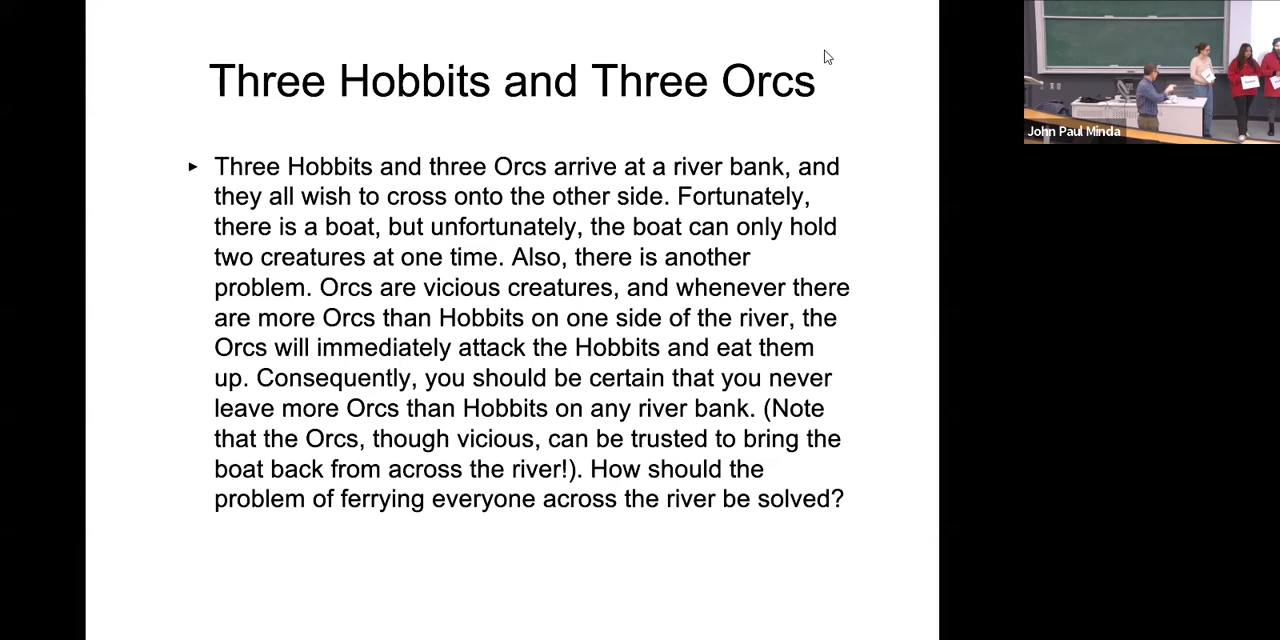 Three Hobbits and Three Orcs
▸ Three Hobbits and three Orcs arrive at a river bank, and
they all wish to cross onto the other side. Fortunately,
there is a boat, but unfortunately, the boat can only hold
two creatures at one time. Also, there is another
problem. Orcs are vicious creatures, and whenever there
are more Orcs than Hobbits on one side of the river, the
Orcs will immediately attack the Hobbits and eat them
up. Consequently, you should be certain that you never
leave more Orcs than Hobbits on any river bank. (Note
that the Orcs, though vicious, can be trusted to bring the
boat back from across the river!). How should the
problem of ferrying everyone across the river be solved?
John Paul Minda